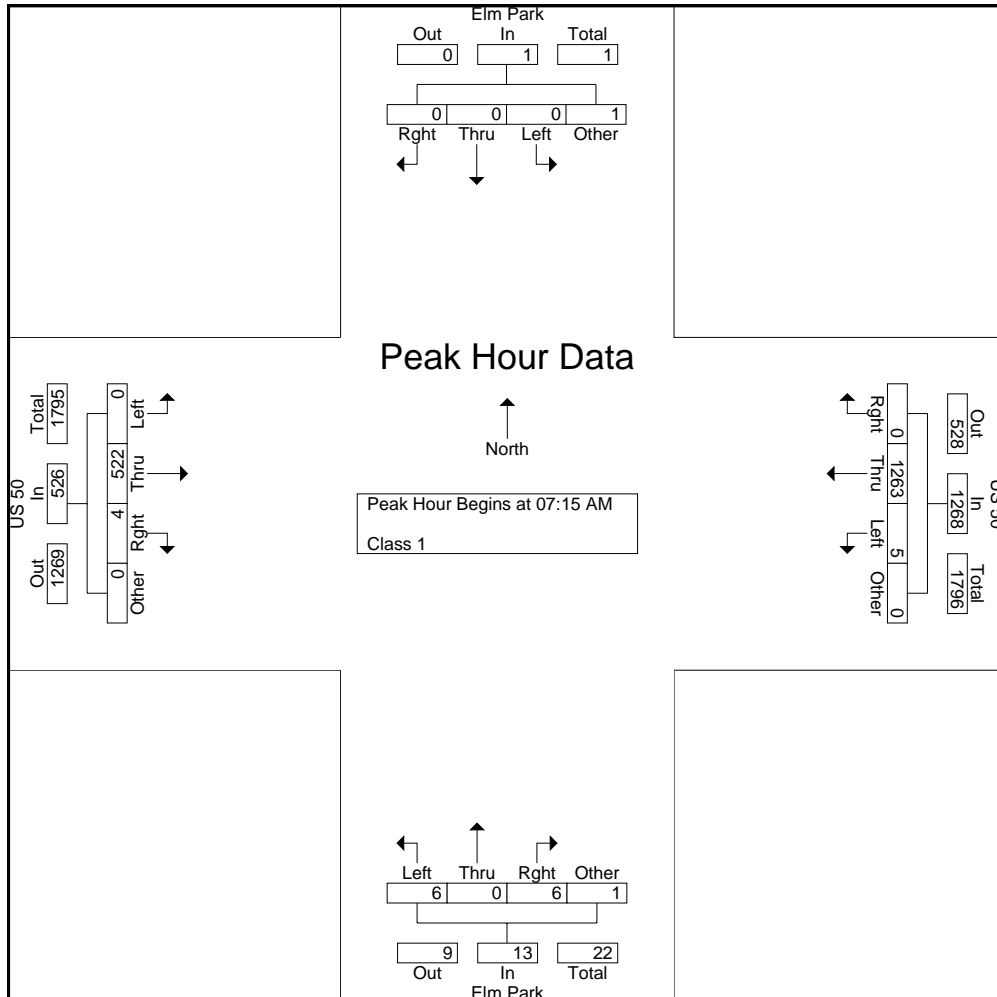 Elm Park
Out In Total
0 1 1
0 0 0 1
Rght Thru Left Other
Peak Hour Data
North
Peak Hour Begins at 07:15 AM
Class 1
US 50
Total In Out
1795 526 1269
0 522 4 0
Left Thru Rght Other
Out In Total
528 1268 1796
0 1263 5 0
Rght Thru Left Other
Left Thru Rght Other
6 0 6 1
9 13 22
Out In Total
Elm Park